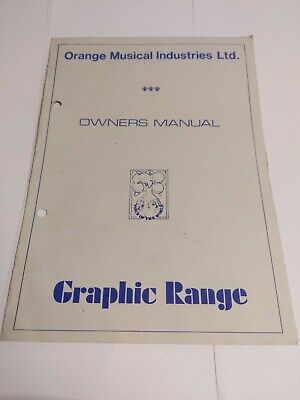 Orange Musical Industries Ltd.
OWNERS MANUAL
Graphic Range